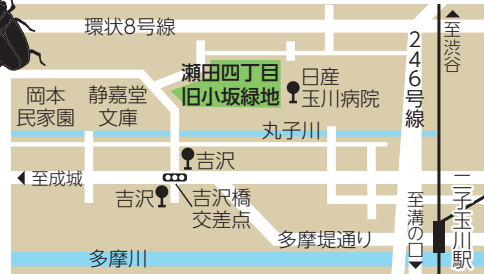 環状8号線
至渋谷
246号線
瀬田四丁目
旧小坂緑地
日産
玉川病院
岡本
民家園
静嘉堂
文庫
丸子川
吉沢
至成城
吉沢
吉沢橋
交差点
至溝の口
二子玉川駅
多摩堤通り
多摩川